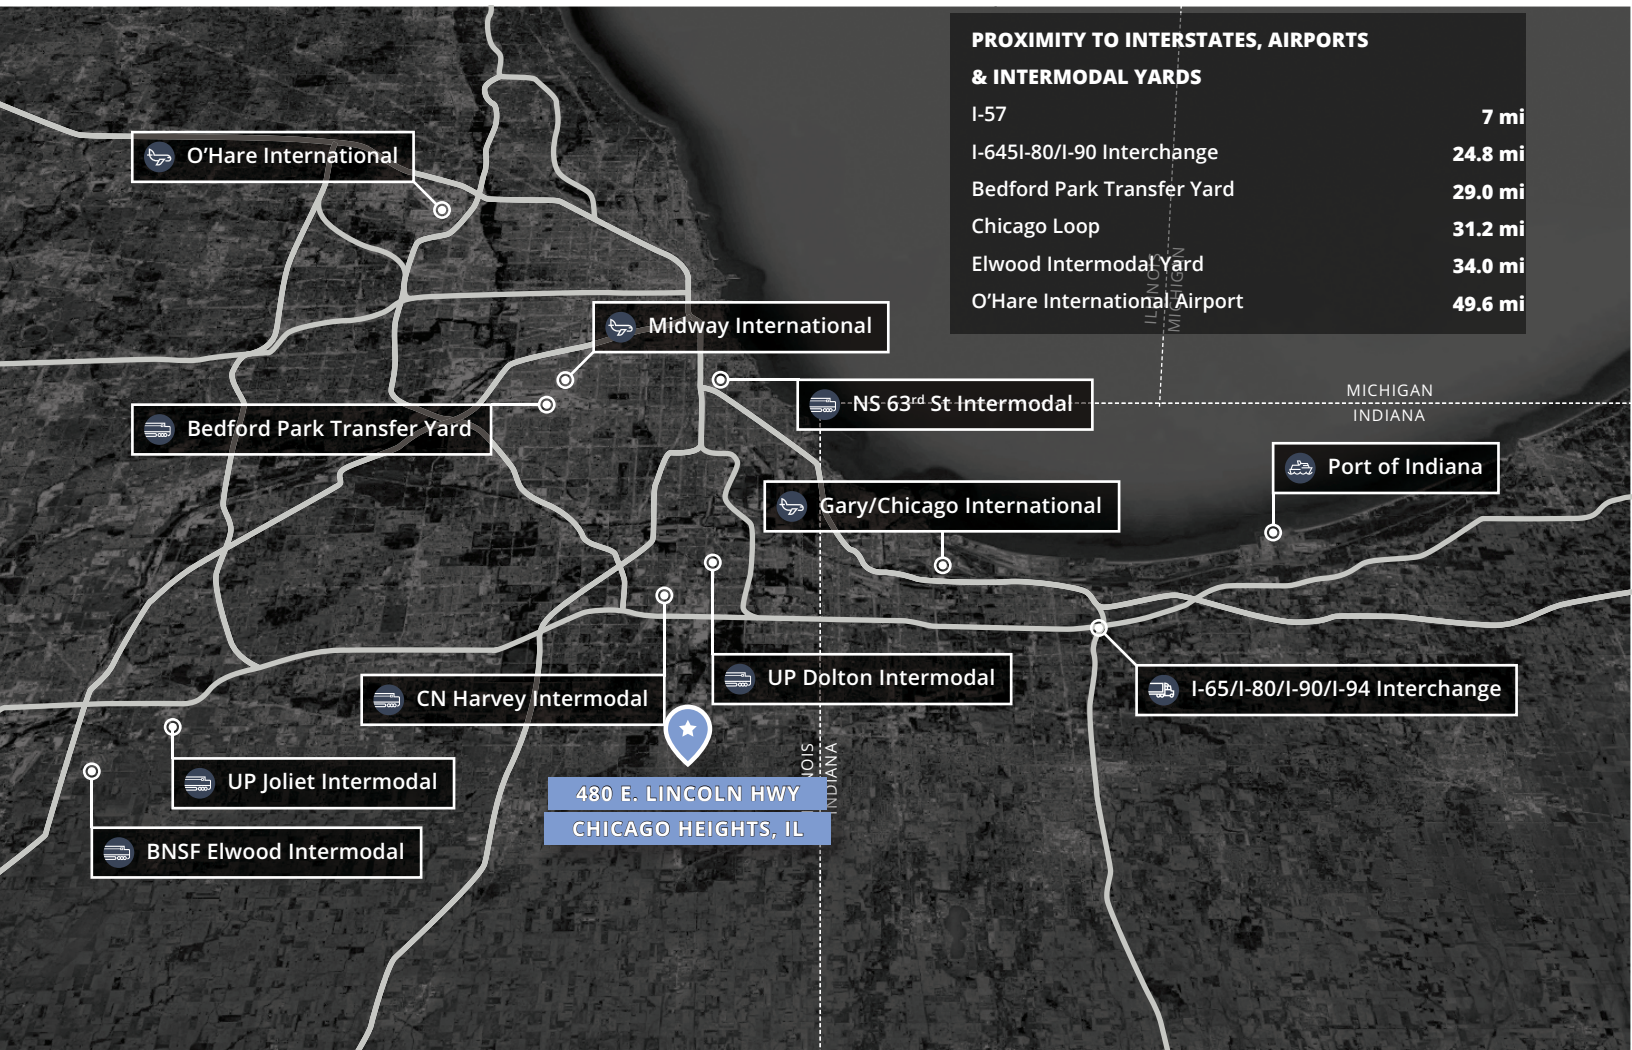 PROXIMITY TO INTERSTATES, AIRPORTS
& INTERMODAL YARDS
I-57 7 mi
I-645I-80/I-90 Interchange 24.8 mi
Bedford Park Transfer Yard 29.0 mi
Chicago Loop 31.2 mi
Elwood Intermodal Yard 34.0 mi
O’Hare International Airport 49.6 mi
ILLINOIS
MICHIGAN
O’Hare International
Midway International
MICHIGAN
INDIANA
NS 63rd St Intermodal
Bedford Park Transfer Yard
Port of Indiana
Gary/Chicago International
UP Dolton Intermodal
CN Harvey Intermodal
I-65/I-80/I-90/I-94 Interchange
NOIS
INDIANA
UP Joliet Intermodal
480 E. LINCOLN HWY
CHICAGO HEIGHTS, IL
BNSF Elwood Intermodal